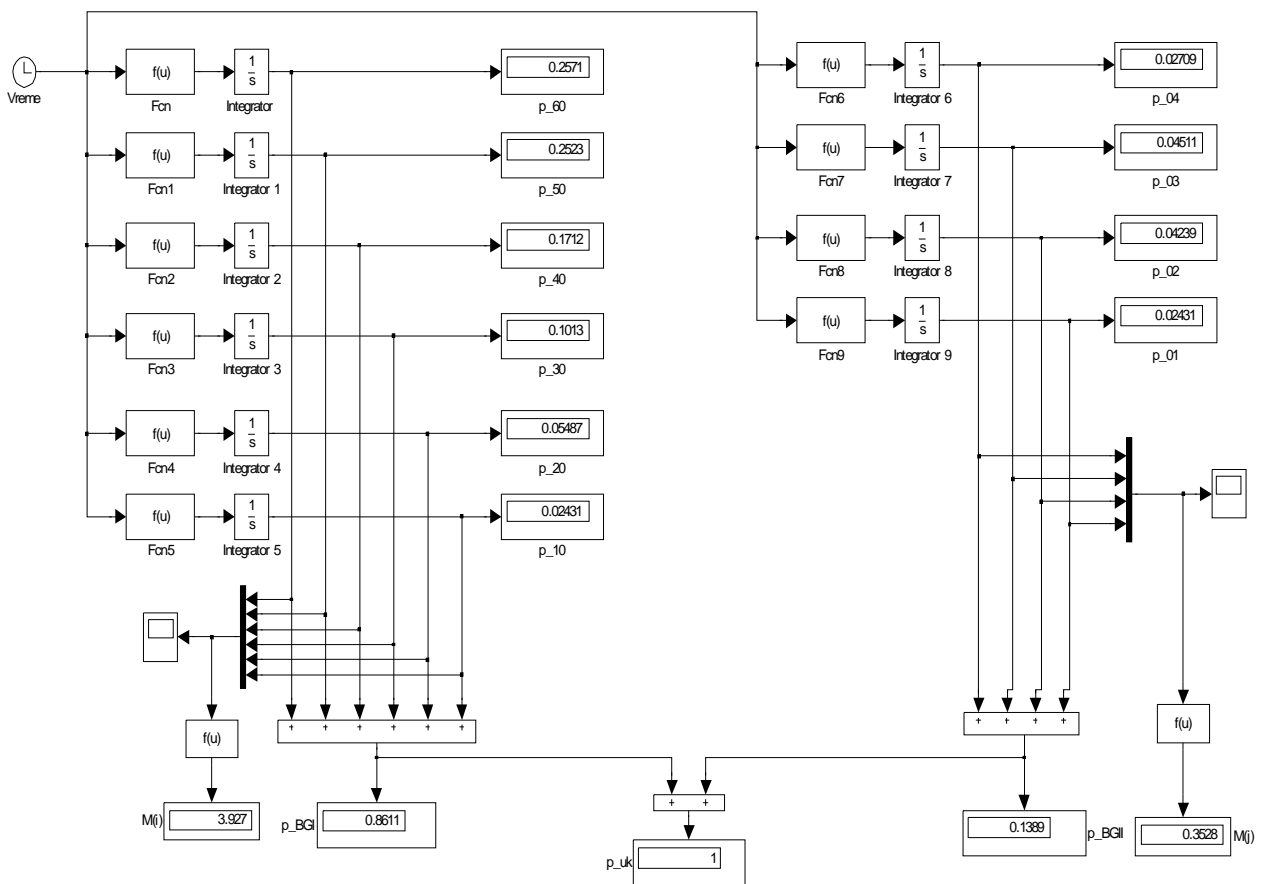 Vreme
f(u)
Fcn
1
s
Integrator
0.2571
p_60
f(u)
Fcn1
1
s
Integrator 1
0.2523
p_50
f(u)
Fcn2
1
s
Integrator 2
0.1712
p_40
f(u)
Fcn3
1
s
Integrator 3
0.1013
p_30
f(u)
Fcn4
1
s
Integrator 4
0.05487
p_20
f(u)
Fcn5
1
s
Integrator 5
0.02431
p_10
f(u)
Fcn6
1
s
Integrator 6
0.02709
p_04
f(u)
Fcn7
1
s
Integrator 7
0.04511
p_03
f(u)
Fcn8
1
s
Integrator 8
0.04239
p_02
f(u)
Fcn9
1
s
Integrator 9
0.02431
p_01
+ + + + + +
+ + + +
f(u)
f(u)
+ +
M(i)
3.927
p_BGI
0.8611
p_uk
1
0.1389
p_BGII
0.3528
M(j)